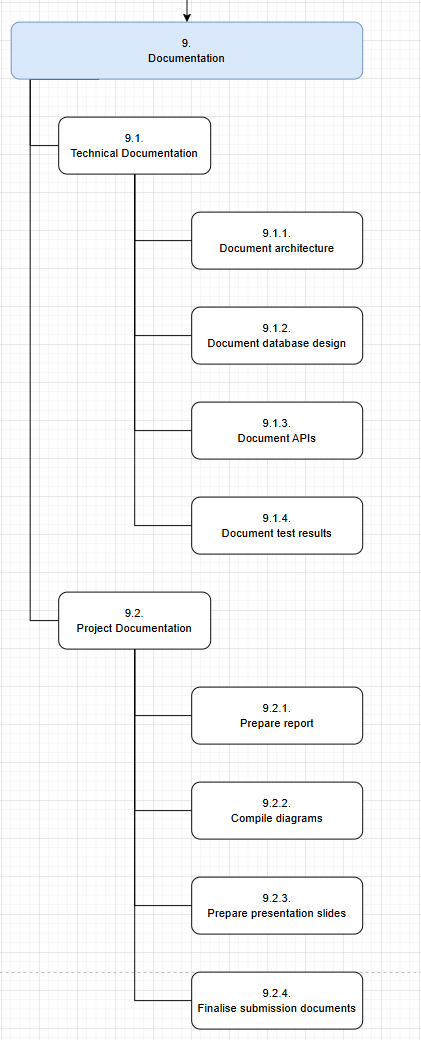 9.
Documentation
9.1.
Technical Documentation
9.1.1.
Document architecture
9.1.2.
Document database design
9.1.3.
Document APIs
9.1.4.
Document test results
9.2.
Project Documentation
9.2.1.
Prepare report
9.2.2.
Compile diagrams
9.2.3.
Prepare presentation slides
9.2.4.
Finalise submission documents